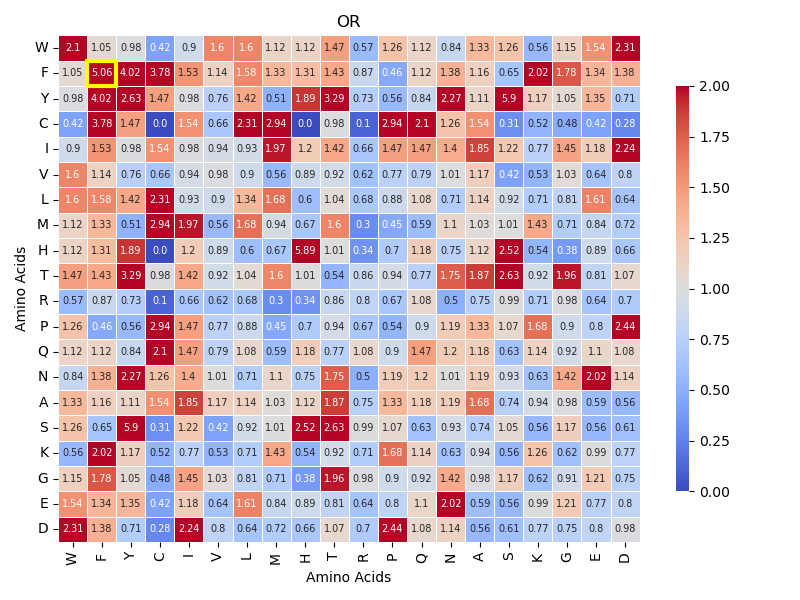 OR
W 2.1 1.05 0.98 0.42 0.9 1.6 1.6 1.12 1.12 1.47 0.57 1.26 1.12 0.84 1.33 1.26 0.56 1.15 1.54 2.31
F 1.05 5.06 4.02 3.78 1.53 1.14 1.58 1.33 1.31 1.43 0.87 0.46 1.12 1.38 1.16 0.65 2.02 1.78 1.34 1.38
Y 0.98 4.02 2.63 1.47 0.98 0.76 1.42 0.51 1.89 3.29 0.73 0.56 0.84 2.27 1.11 5.9 1.17 1.05 1.35 0.71
C 0.42 3.78 1.47 0.0 1.54 0.66 2.31 2.94 0.0 0.98 0.1 2.94 2.1 1.26 1.54 0.31 0.52 0.48 0.42 0.28
I 0.9 1.53 0.98 1.54 0.98 0.94 0.93 1.97 1.2 1.42 0.66 1.47 1.47 1.4 1.85 1.22 0.77 1.45 1.18 2.24
V 1.6 1.14 0.76 0.66 0.94 0.98 0.9 0.56 0.89 0.92 0.62 0.77 0.79 1.01 1.17 0.42 0.53 1.03 0.64 0.8
L 1.6 1.58 1.42 2.31 0.93 0.9 1.34 1.68 0.6 1.04 0.68 0.88 1.08 0.71 1.14 0.92 0.71 0.81 1.61 0.64
M 1.12 1.33 0.51 2.94 1.97 0.56 1.68 0.94 0.67 1.6 0.3 0.45 0.59 1.1 1.03 1.01 1.43 0.71 0.84 0.72
H 1.12 1.31 1.89 0.0 1.2 0.89 0.6 0.67 5.89 1.01 0.34 0.7 1.18 0.75 1.12 2.52 0.54 0.38 0.89 0.66
T 1.47 1.43 3.29 0.98 1.42 0.92 1.04 1.6 1.01 0.54 0.86 0.94 0.77 1.75 1.87 2.63 0.92 1.96 0.81 1.07
R 0.57 0.87 0.73 0.1 0.66 0.62 0.68 0.3 0.34 0.86 0.8 0.67 1.08 0.5 0.75 0.99 0.71 0.98 0.64 0.7
P 1.26 0.46 0.56 2.94 1.47 0.77 0.88 0.45 0.7 0.94 0.67 0.54 0.9 1.19 1.33 1.07 1.68 0.9 0.8 2.44
Q 1.12 1.12 0.84 2.1 1.47 0.79 1.08 0.59 1.18 0.77 1.08 0.9 1.47 1.2 1.18 0.63 1.14 0.92 1.1 1.08
N 0.84 1.38 2.27 1.26 1.4 1.01 0.71 1.1 0.75 1.75 0.5 1.19 1.2 1.01 1.19 0.93 0.63 1.42 2.02 1.14
A 1.33 1.16 1.11 1.54 1.85 1.17 1.14 1.03 1.12 1.87 0.75 1.33 1.18 1.19 1.68 0.74 0.94 0.98 0.59 0.56
S 1.26 0.65 5.9 0.31 1.22 0.42 0.92 1.01 2.52 2.63 0.99 1.07 0.63 0.93 0.74 1.05 0.56 1.17 0.56 0.61
K 0.56 2.02 1.17 0.52 0.77 0.53 0.71 1.43 0.54 0.92 0.71 1.68 1.14 0.63 0.94 0.56 1.26 0.62 0.99 0.77
G 1.15 1.78 1.05 0.48 1.45 1.03 0.81 0.71 0.38 1.96 0.98 0.9 0.92 1.42 0.98 1.17 0.62 0.91 1.21 0.75
E 1.54 1.34 1.35 0.42 1.18 0.64 1.61 0.84 0.89 0.81 0.64 0.8 1.1 2.02 0.59 0.56 0.99 1.21 0.77 0.8
D 2.31 1.38 0.71 0.28 2.24 0.8 0.64 0.72 0.66 1.07 0.7 2.44 1.08 1.14 0.56 0.61 0.77 0.75 0.8 0.98
W F Y C I V L M H T R P Q N A S K G E D
Amino Acids
Amino Acids
2.00
1.75
1.50
1.25
1.00
0.75
0.50
0.25
0.00